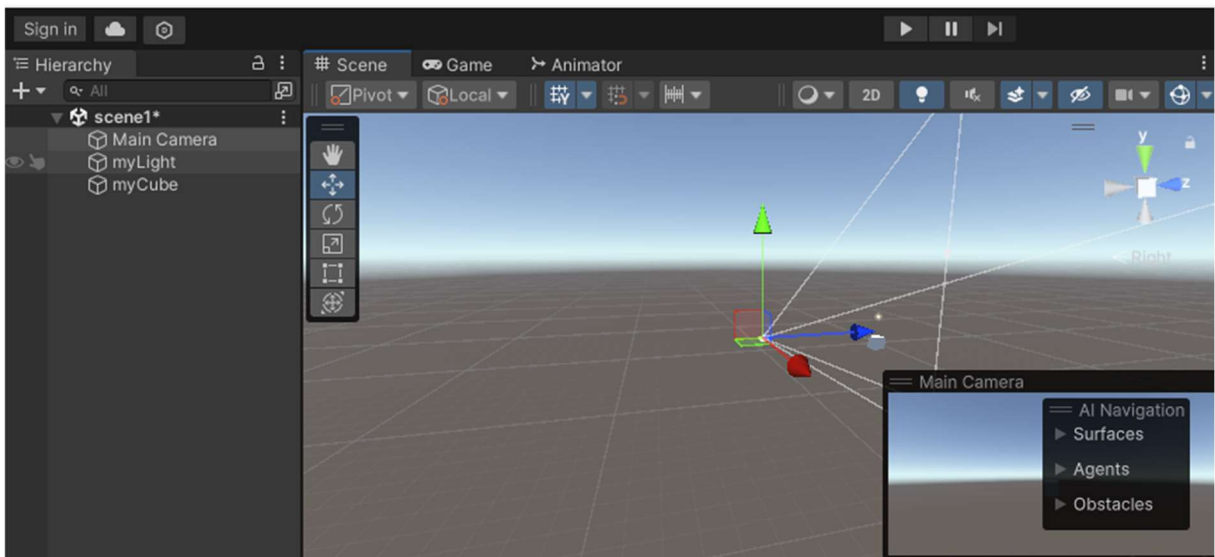 Sign in
Hierarchy
Scene
Game
Animator
All
Pivot
Local
2D
scene1*
Main Camera
myLight
myCube
y
z
Right
Main Camera
AI Navigation
Surfaces
Agents
Obstacles